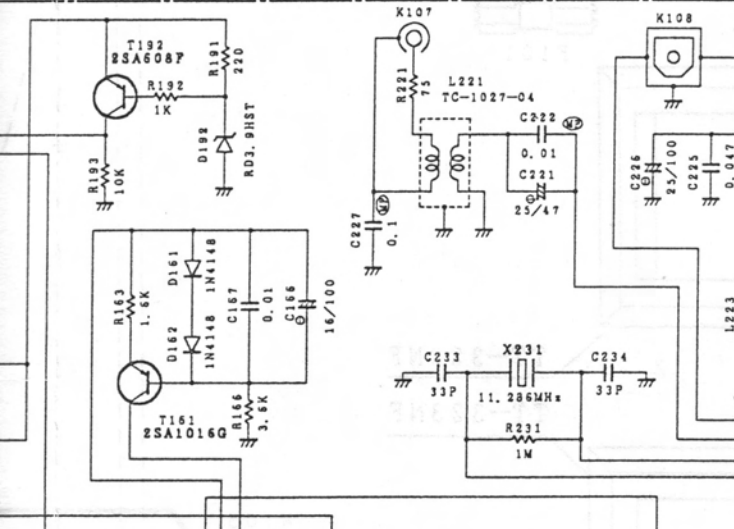 K107
K108
T192
2SA608F
R191
220
R192
1K
D192
RD3.9HST
R193
10K
R221
75
L221
TC-1027-04
C222
MF
0.01
C221
25/47
C227
MF
0.1
C226
25/100
C225
0.047
L223
R163
1.6K
D161
1N4148
D162
1N4148
C167
0.01
C166
16/100
T161
2SA1016G
R166
3.6K
C233
33P
X231
11.286MHz
C234
33P
R231
1M